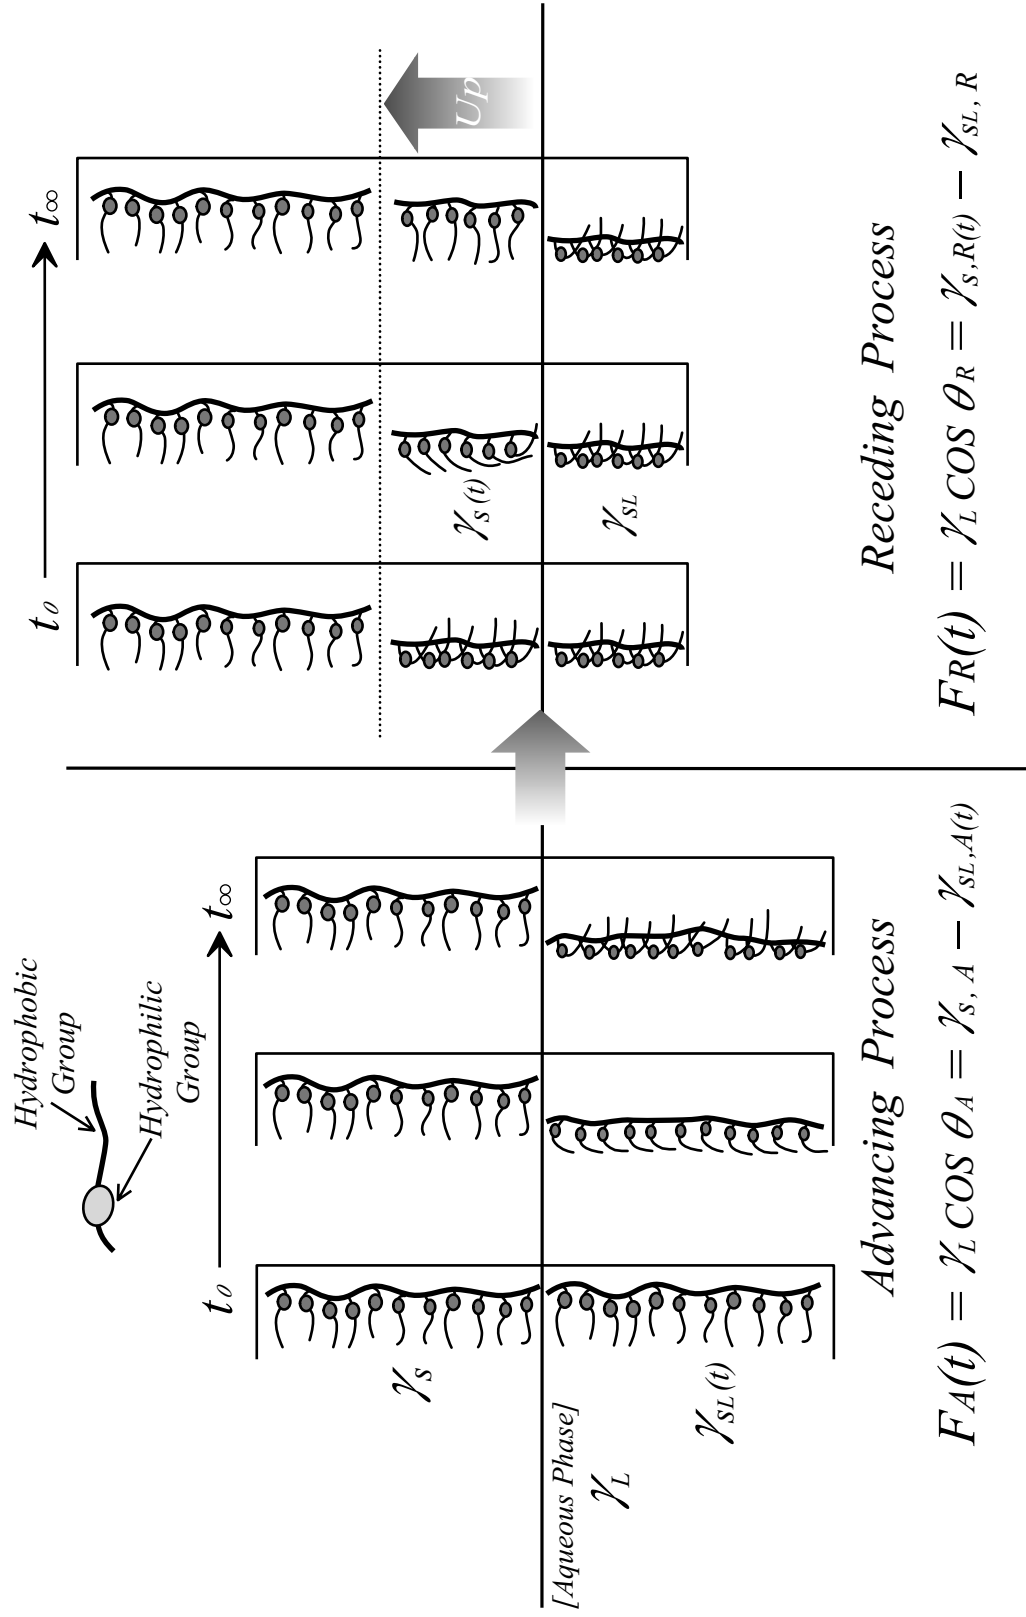 Hydrophobic
Group
Hydrophilic
Group
t₀
t∞
γS
[Aqueous Phase]
γL
γSL(t)
Advancing Process
FA(t) = γL COS θA = γS, A − γSL,A(t)
t₀
t∞
Up
γS(t)
γSL
Receding Process
FR(t) = γL COS θR = γS,R(t) − γSL, R